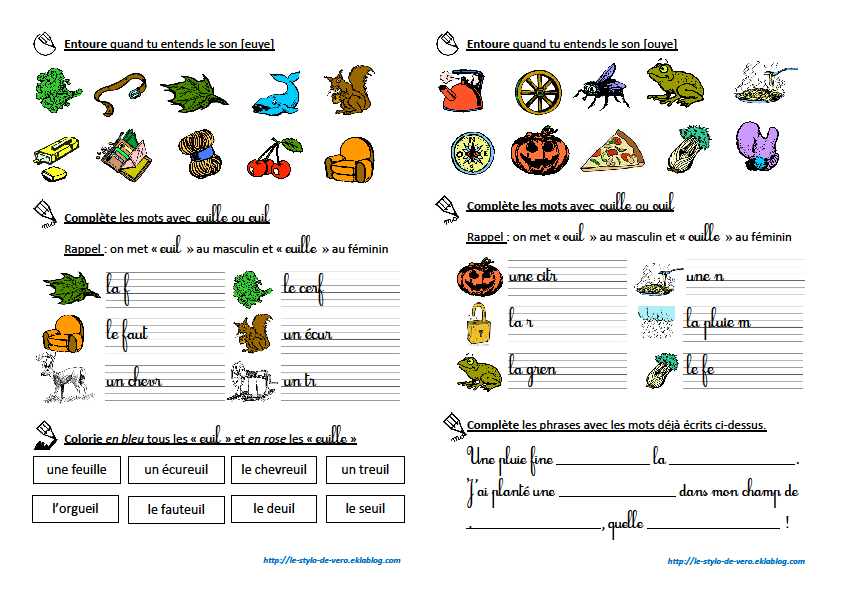 Entoure quand tu entends le son [euye]
Complète les mots avec euille ou euil
Rappel : on met « euil » au masculin et « euille » au féminin
la f
le cerf
le faut
un écur
un chevr
un tr
Colorie en bleu tous les « euil » et en rose les « euille »
une feuille
un écureuil
le chevreuil
un treuil
l'orgueil
le fauteuil
le deuil
le seuil
http://le-stylo-de-vero.eklablog.com
Entoure quand tu entends le son [ouye]
Complète les mots avec ouille ou ouil
Rappel : on met « ouil » au masculin et « ouille » au féminin
une citr
une n
la r
la pluie m
la gren
le fe
Complète les phrases avec les mots déjà écrits ci-dessus.
Une pluie fine ____________ la ________________.
J'ai planté une _______________ dans mon champ de
_________________, quelle _________________ !
http://le-stylo-de-vero.eklablog.com